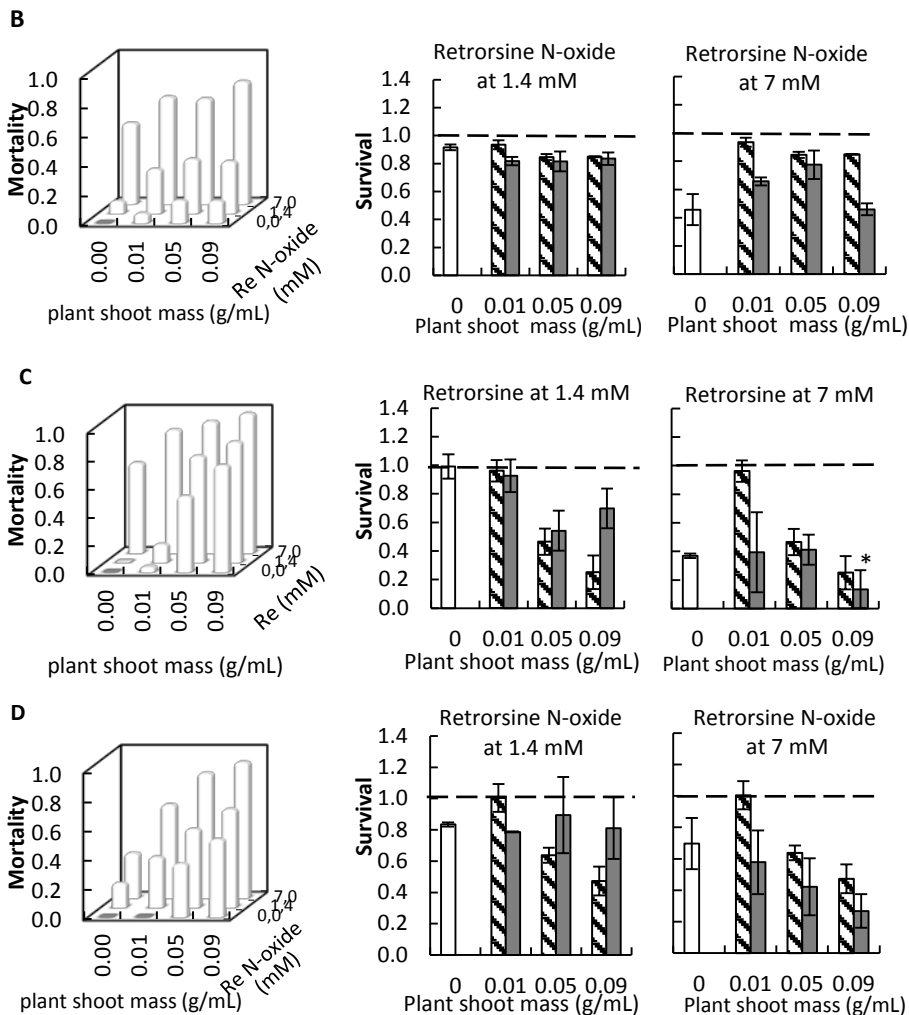 B
Mortality
1.0
0.8
0.6
0.4
0.2
0.0
0.00
0.01
0.05
0.09
plant shoot mass (g/mL)
0,0
1,4
7,0
Re N-oxide
(mM)
Retrorsine N-oxide
at 1.4 mM
Survival
1.4
1.2
1.0
0.8
0.6
0.4
0.2
0.0
0 0.01 0.05 0.09
Plant shoot mass (g/mL)
Retrorsine N-oxide
at 7 mM
0 0.01 0.05 0.09
Plant shoot mass (g/mL)
C
Mortality
1.0
0.8
0.6
0.4
0.2
0.0
0.00
0.01
0.05
0.09
plant shoot mass (g/mL)
0,0
1,4
7,0
Re (mM)
Retrorsine at 1.4 mM
Survival
1.4
1.2
1.0
0.8
0.6
0.4
0.2
0.0
0 0.01 0.05 0.09
Plant shoot mass (g/mL)
Retrorsine at 7 mM
*
0 0.01 0.05 0.09
Plant shoot mass (g/mL)
D
Mortality
1.0
0.8
0.6
0.4
0.2
0.0
0.00
0.01
0.05
0.09
plant shoot mass (g/mL)
0,0
1,4
7,0
Re N-oxide
(mM)
Retrorsine N-oxide
at 1.4 mM
Survival
1.4
1.2
1.0
0.8
0.6
0.4
0.2
0.0
0 0.01 0.05 0.09
Plant shoot mass (g/mL)
Retrorsine N-oxide
at 7 mM
0 0.01 0.05 0.09
Plant shoot mass (g/mL)